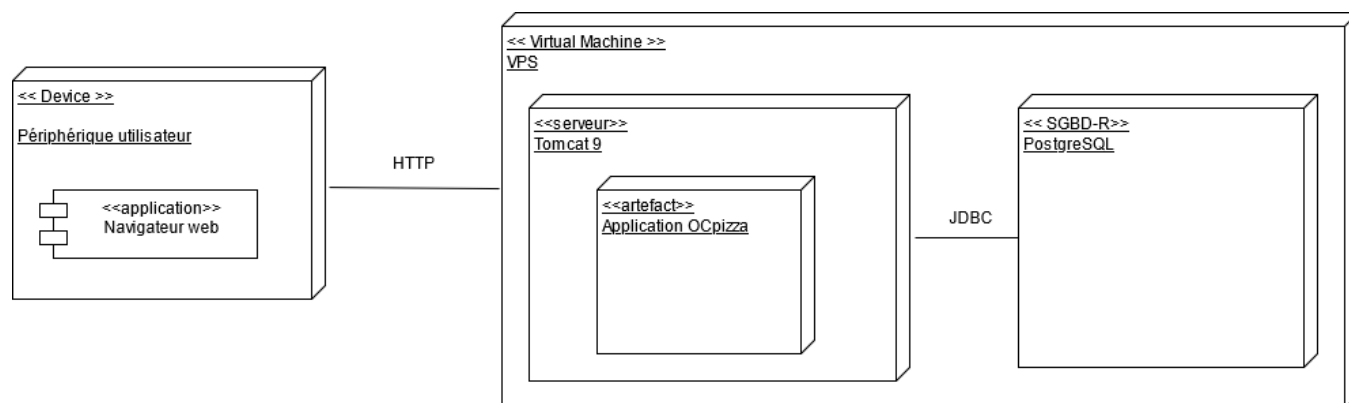 << Device >>
Périphérique utilisateur
<<application>>
Navigateur web
HTTP
<< Virtual Machine >>
VPS
<<serveur>>
Tomcat 9
<<artefact>>
Application OCpizza
JDBC
<< SGBD-R>>
PostgreSQL